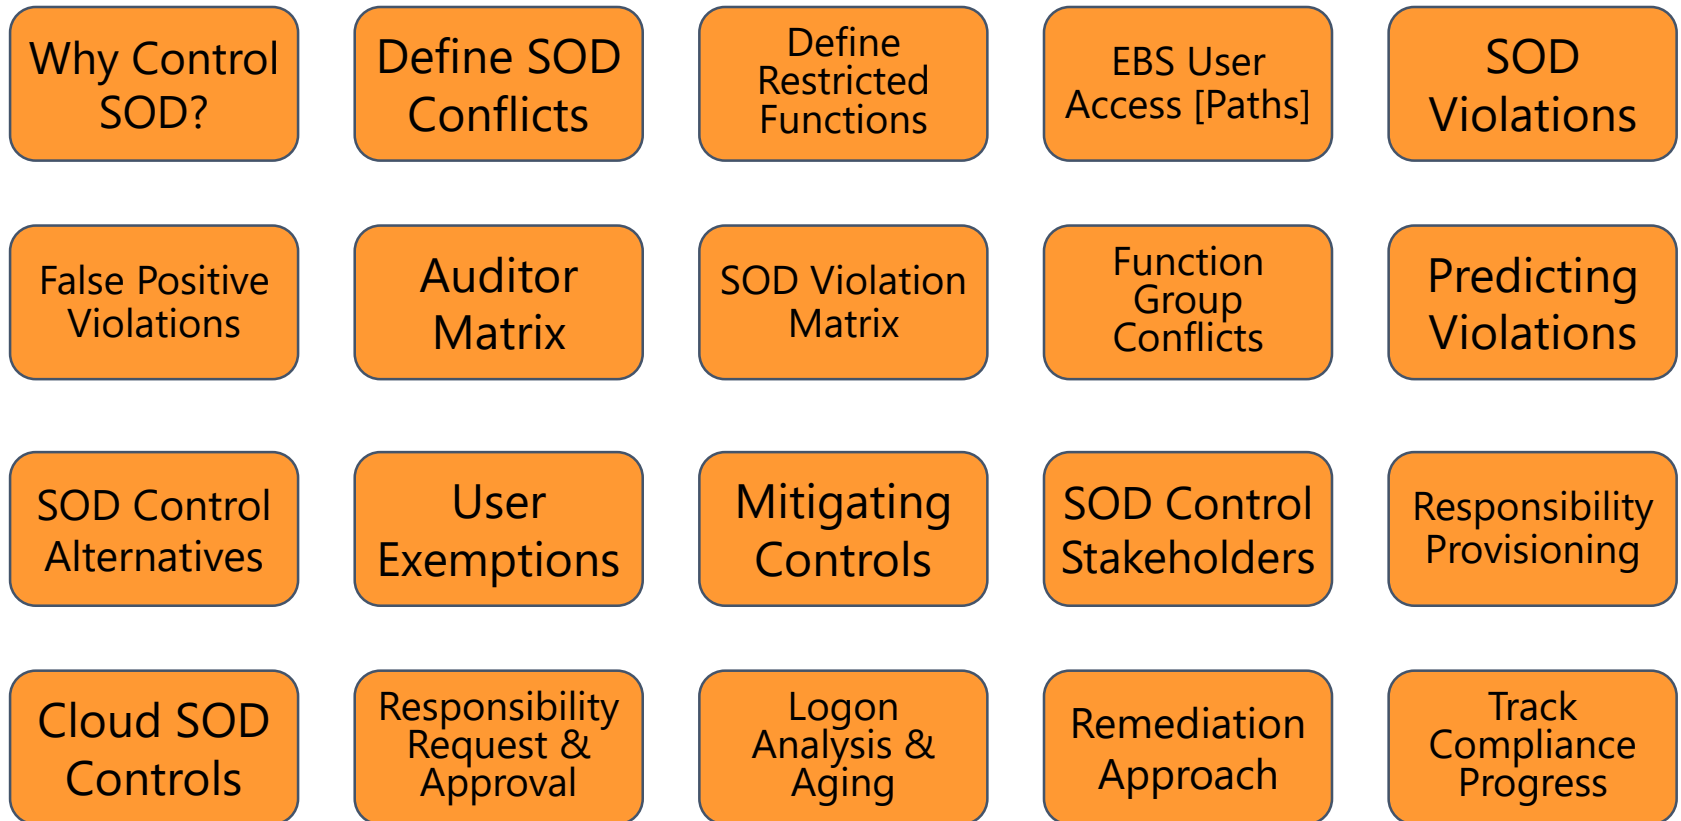 Why Control
SOD?
Define SOD
Conflicts
Define
Restricted
Functions
EBS User
Access [Paths]
SOD
Violations
False Positive
Violations
Auditor
Matrix
SOD Violation
Matrix
Function
Group
Conflicts
Predicting
Violations
SOD Control
Alternatives
User
Exemptions
Mitigating
Controls
SOD Control
Stakeholders
Responsibility
Provisioning
Cloud SOD
Controls
Responsibility
Request &
Approval
Logon
Analysis &
Aging
Remediation
Approach
Track
Compliance
Progress